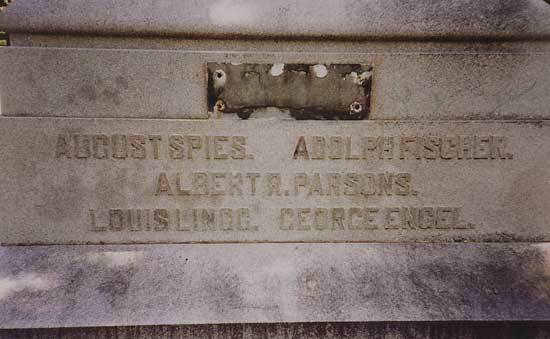 AUGUST SPIES. ADOLPH FISCHER.
ALBERT R. PARSONS.
LOUIS LINGG. GEORGE ENGEL.